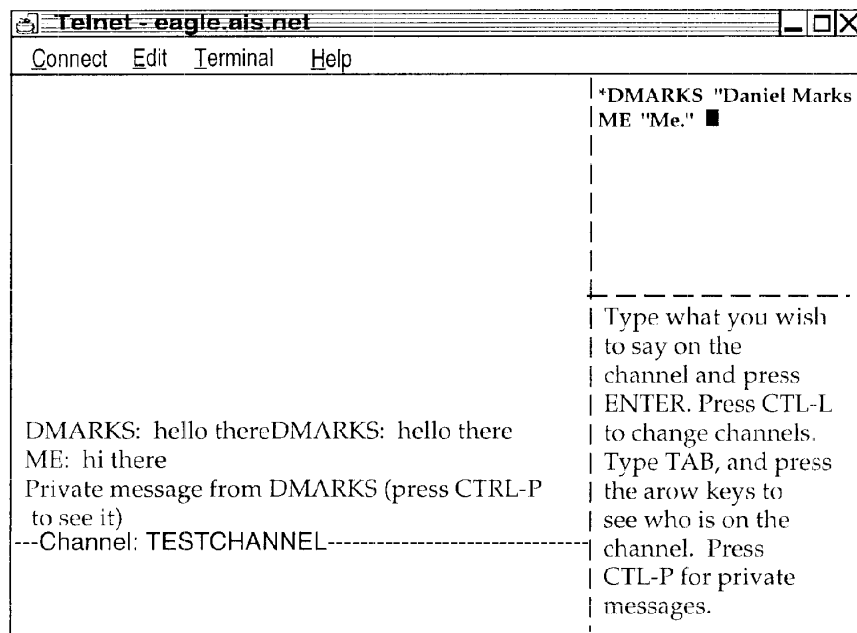 Telnet - eagle.ais.net
Connect Edit Terminal Help
*DMARKS "Daniel Marks
ME "Me."
DMARKS: hello thereDMARKS: hello there
ME: hi there
Private message from DMARKS (press CTRL-P
to see it)
---Channel: TESTCHANNEL------------------------------
Type what you wish
to say on the
channel and press
ENTER. Press CTL-L
to change channels.
Type TAB, and press
the arow keys to
see who is on the
channel. Press
CTL-P for private
messages.